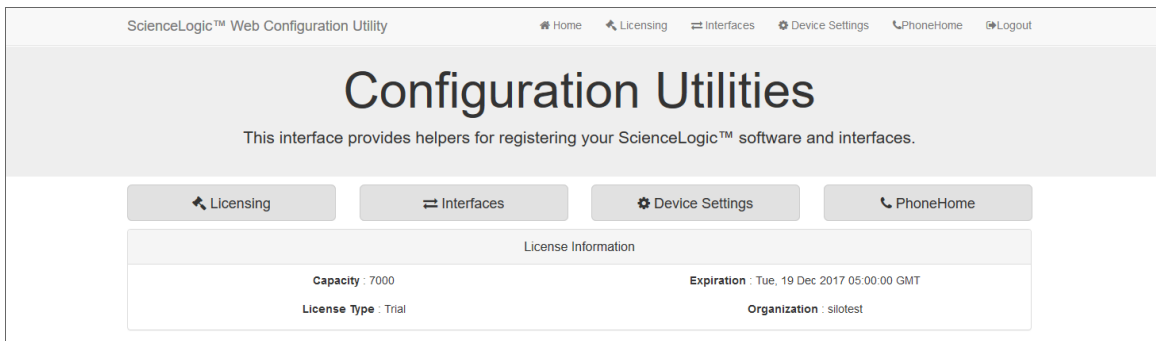 ScienceLogic™ Web Configuration Utility Home Licensing Interfaces Device Settings PhoneHome Logout
Configuration Utilities
This interface provides helpers for registering your ScienceLogic™ software and interfaces.
Licensing Interfaces Device Settings PhoneHome
License Information
Capacity : 7000 Expiration : Tue, 19 Dec 2017 05:00:00 GMT
License Type : Trial Organization : silotest